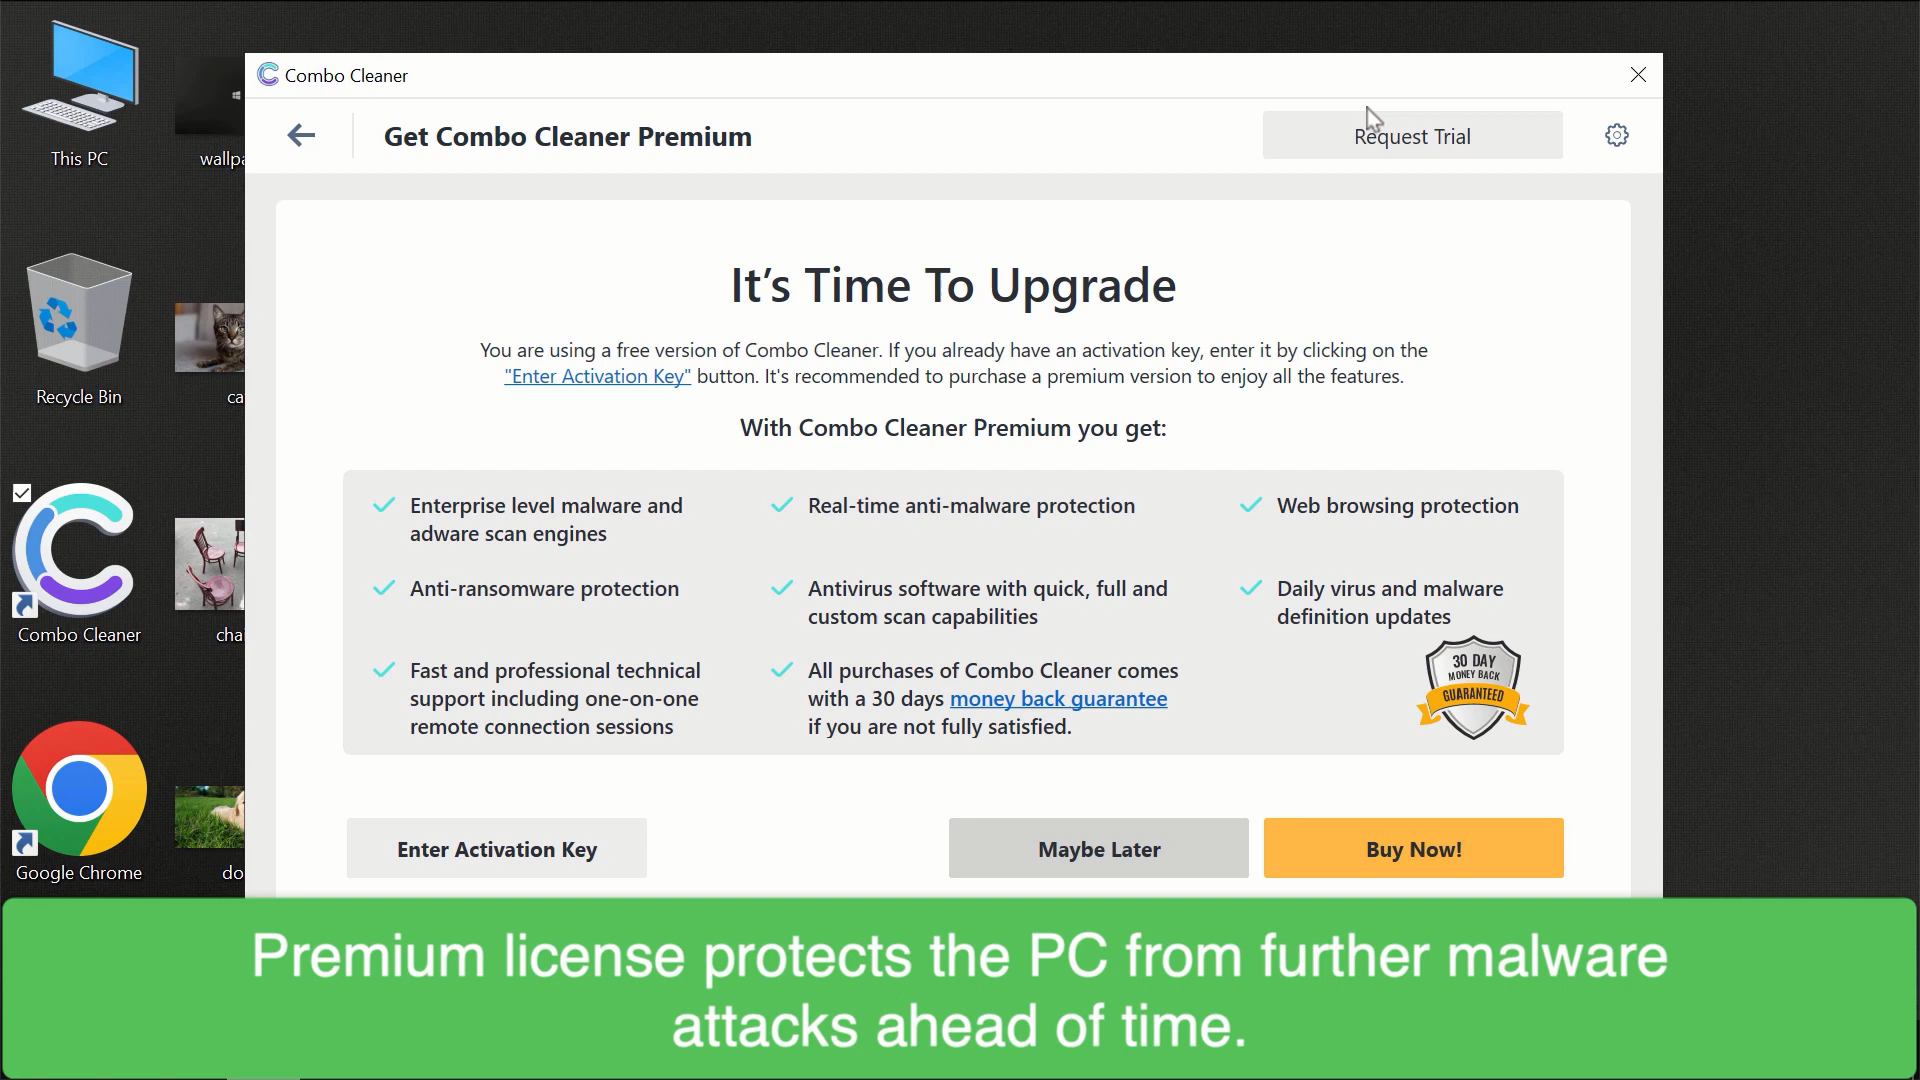 Combo Cleaner
Get Combo Cleaner Premium
Request Trial
This PC
wallpa
Recycle Bin
ca
Combo Cleaner
chai
Google Chrome
do
It’s Time To Upgrade
You are using a free version of Combo Cleaner. If you already have an activation key, enter it by clicking on the
"Enter Activation Key" button. It's recommended to purchase a premium version to enjoy all the features.
With Combo Cleaner Premium you get:
Enterprise level malware and
adware scan engines
Real-time anti-malware protection
Web browsing protection
Anti-ransomware protection
Antivirus software with quick, full and
custom scan capabilities
Daily virus and malware
definition updates
Fast and professional technical
support including one-on-one
remote connection sessions
All purchases of Combo Cleaner comes
with a 30 days money back guarantee
if you are not fully satisfied.
30 DAY
MONEY BACK
GUARANTEED
Enter Activation Key
Maybe Later
Buy Now!
Premium license protects the PC from further malware
attacks ahead of time.